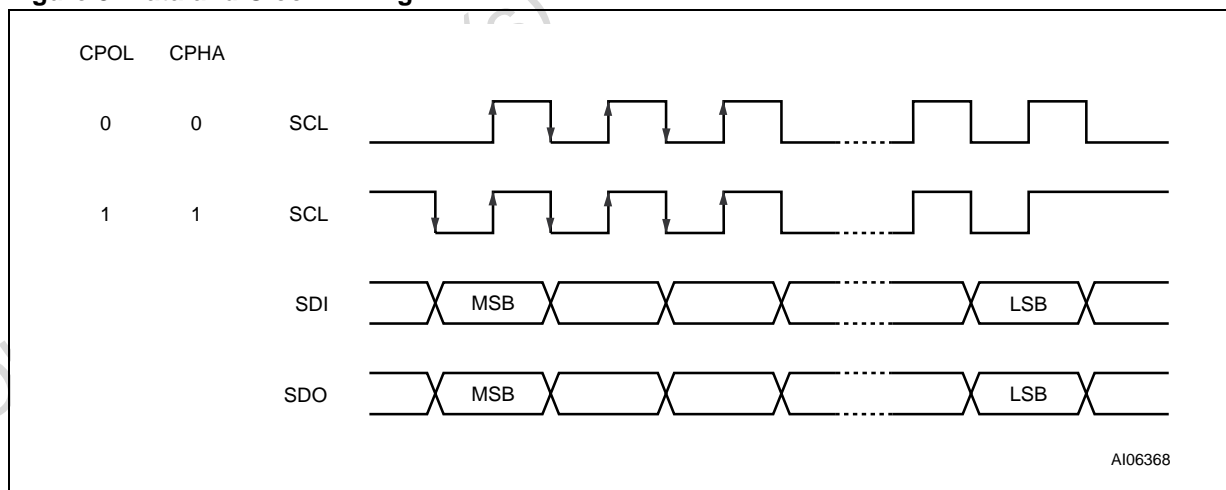 CPOL CPHA
0 0 SCL
1 1 SCL
SDI MSB LSB
SDO MSB LSB
AI06368